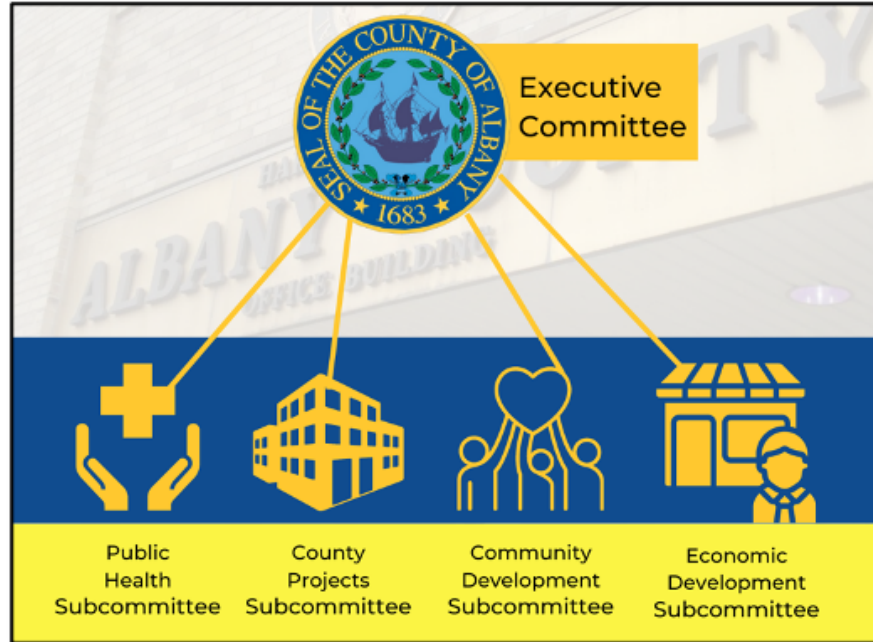 SEAL OF THE COUNTY OF ALBANY
1683
Executive
Committee
ALBANY
OFFICE BUILDING
Public
Health
Subcommittee
County
Projects
Subcommittee
Community
Development
Subcommittee
Economic
Development
Subcommittee